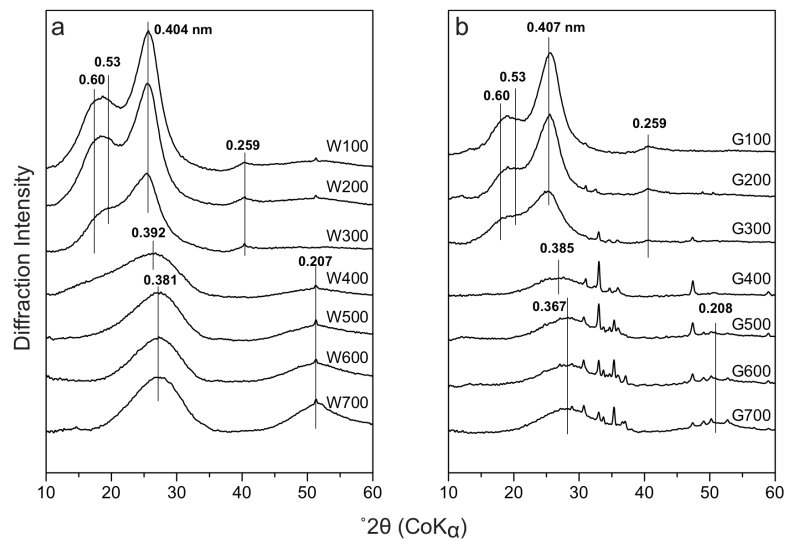 a
0.404 nm
0.53
0.60
0.259
W100
W200
W300
0.392
0.207
W400
0.381
W500
W600
W700
10 20 30 40 50 60
b
0.407 nm
0.53
0.60
0.259
G100
G200
G300
0.385
G400
0.367
0.208
G500
G600
G700
10 20 30 40 50 60
Diffraction Intensity
°2θ (CoKα)